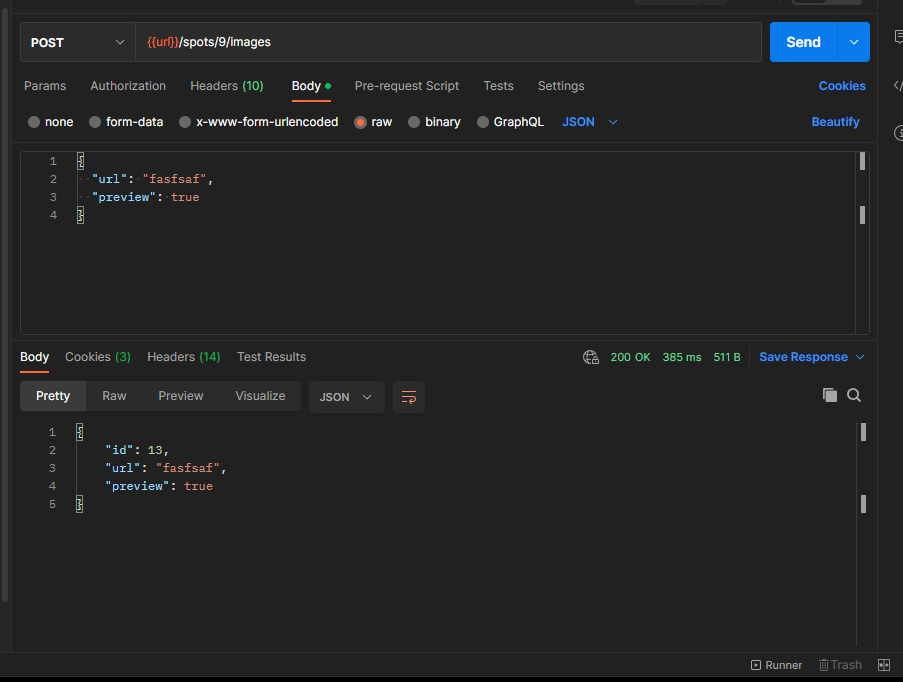 POST {{url}}/spots/9/images Send
Params Authorization Headers (10) Body Pre-request Script Tests Settings Cookies
none form-data x-www-form-urlencoded raw binary GraphQL JSON Beautify
1 {
2 "url": "fasfsaf",
3 "preview": true
4 }
Body Cookies (3) Headers (14) Test Results 200 OK 385 ms 511 B Save Response
Pretty Raw Preview Visualize JSON
1 {
2 "id": 13,
3 "url": "fasfsaf",
4 "preview": true
5 }
Runner Trash